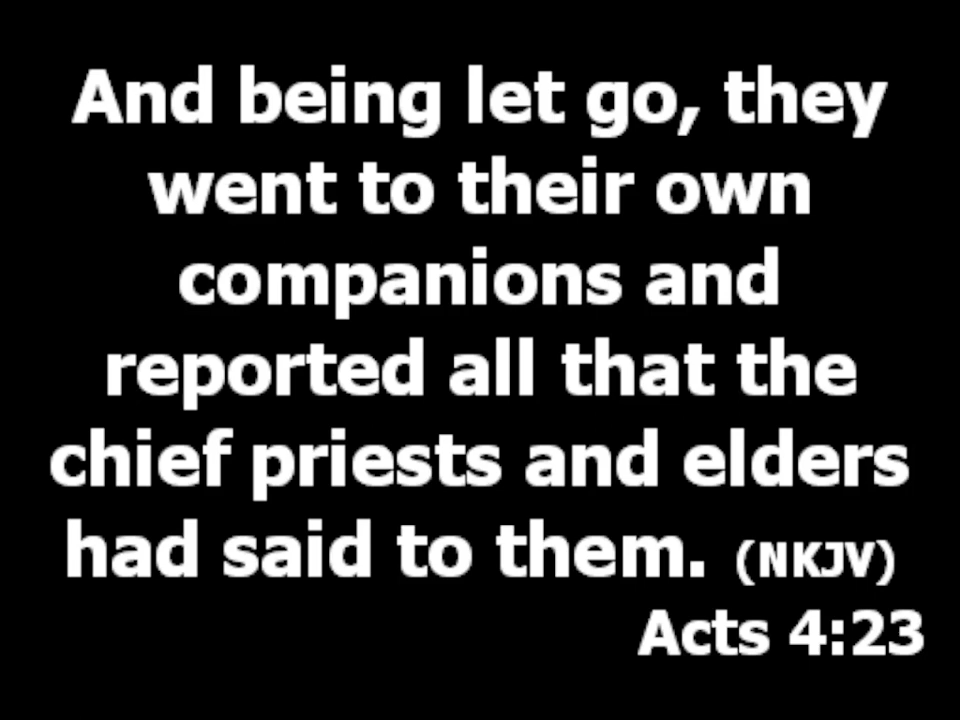 And being let go, they
went to their own
companions and
reported all that the
chief priests and elders
had said to them. (NKJV)
Acts 4:23